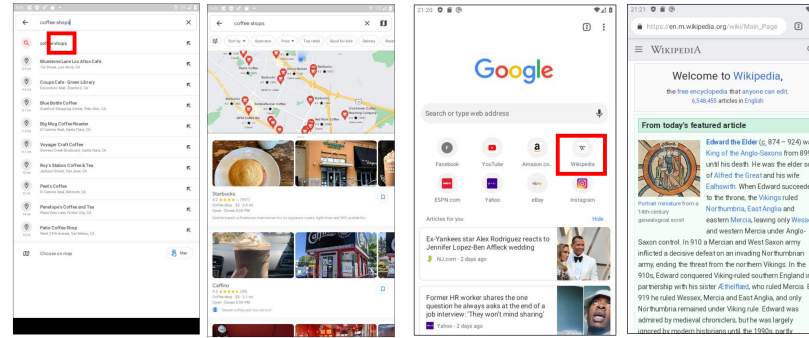 coffee shops
coffee shops
Bluestone Lane Los Altos Café
Coupa Cafe - Green Library
Blue Bottle Coffee
Big Mug Coffee Roaster
Voyager Craft Coffee
Roy's Station Coffee & Tea
Peet's Coffee
Penelope's Coffee and Tea
Patio Coffee Shop
Choose on map
Map
coffee shops
Sort by
Open now
Price
Top rated
Good for kids
Delivery
Starbucks
4.2
Caffino
4.2
21:20
2
Google
Search or type web address
Facebook
YouTube
Amazon.co..
Wikipedia
ESPN.com
Yahoo
eBay
Instagram
Articles for you
Hide
Ex-Yankees star Alex Rodriguez reacts to
Jennifer Lopez-Ben Affleck wedding
NJ.com - 2 days ago
Former HR worker shares the one
question he always asks at the end of a
job interview: 'They won't mind sharing'
Yahoo - 2 days ago
21:21
https://en.m.wikipedia.org/wiki/Main_Page
2
WIKIPEDIA
Welcome to Wikipedia,
the free encyclopedia that anyone can edit.
6,548,455 articles in English
From today's featured article
Edward the Elder (c. 874 – 924) wa
King of the Anglo-Saxons from 899
until his death. He was the elder so
of Alfred the Great and his wife
Ealhswith. When Edward succeed
to the throne, the Vikings ruled
Northumbria, East Anglia and
eastern Mercia, leaving only Wesse
and western Mercia under Anglo-
Portrait miniature from a
14th-century
genealogical scroll
Saxon control. In 910 a Mercian and West Saxon army
inflicted a decisive defeat on an invading Northumbrian
army, ending the threat from the northern Vikings. In the
910s, Edward conquered Viking-ruled southern England in
partnership with his sister Æthelflæd, who ruled Mercia. B
919 he ruled Wessex, Mercia and East Anglia, and only
Northumbria remained under Viking rule. Edward was
admired by medieval chroniclers, but he was largely
ignored by modern historians until the 1990s, partly